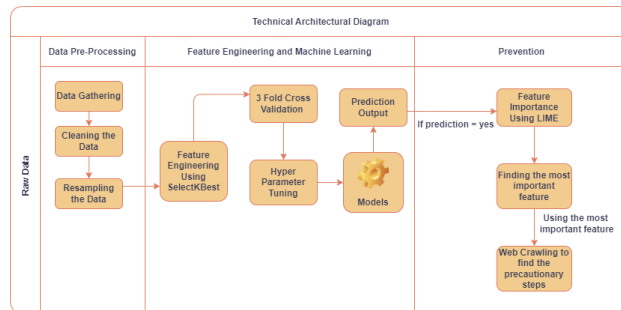 Technical Architectural Diagram
Data Pre-Processing
Feature Engineering and Machine Learning
Prevention
Raw Data
Data Gathering
Cleaning the
Data
Resampling
the Data
Feature
Engineering
Using
SelectKBest
3 Fold Cross
Validation
Hyper
Parameter
Tuning
Models
Prediction
Output
If prediction = yes
Feature
Importance
Using LIME
Finding the most
important
feature
Using the most
important feature
Web Crawling to
find the
precautionary
steps